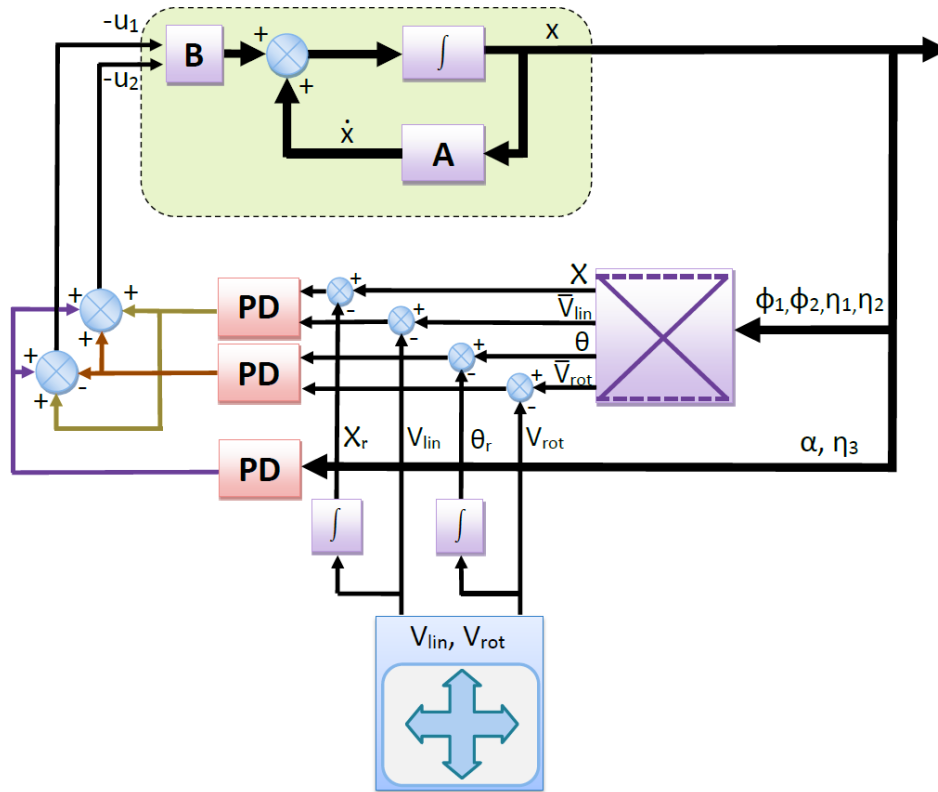 -u₁
-u₂
B
+
+
∫
x
ẋ
A
X
V̅lin
θ
V̅rot
ϕ₁,ϕ₂,η₁,η₂
PD
PD
PD
+
-
+
-
+
-
+
-
+
+
+
+
-
+
Xᵣ
Vlin
θᵣ
Vrot
α, η₃
∫
∫
Vlin, Vrot